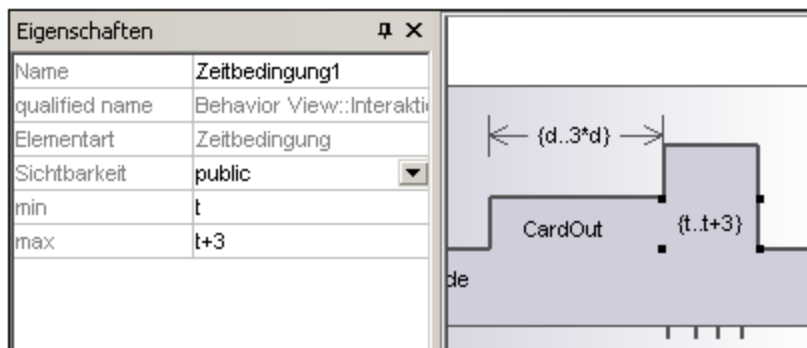 Eigenschaften
Name Zeitbedingung1
qualified name Behavior View::Interakti
Elementart Zeitbedingung
Sichtbarkeit public
min t
max t+3
{d..3*d}
CardOut {t..t+3}
de